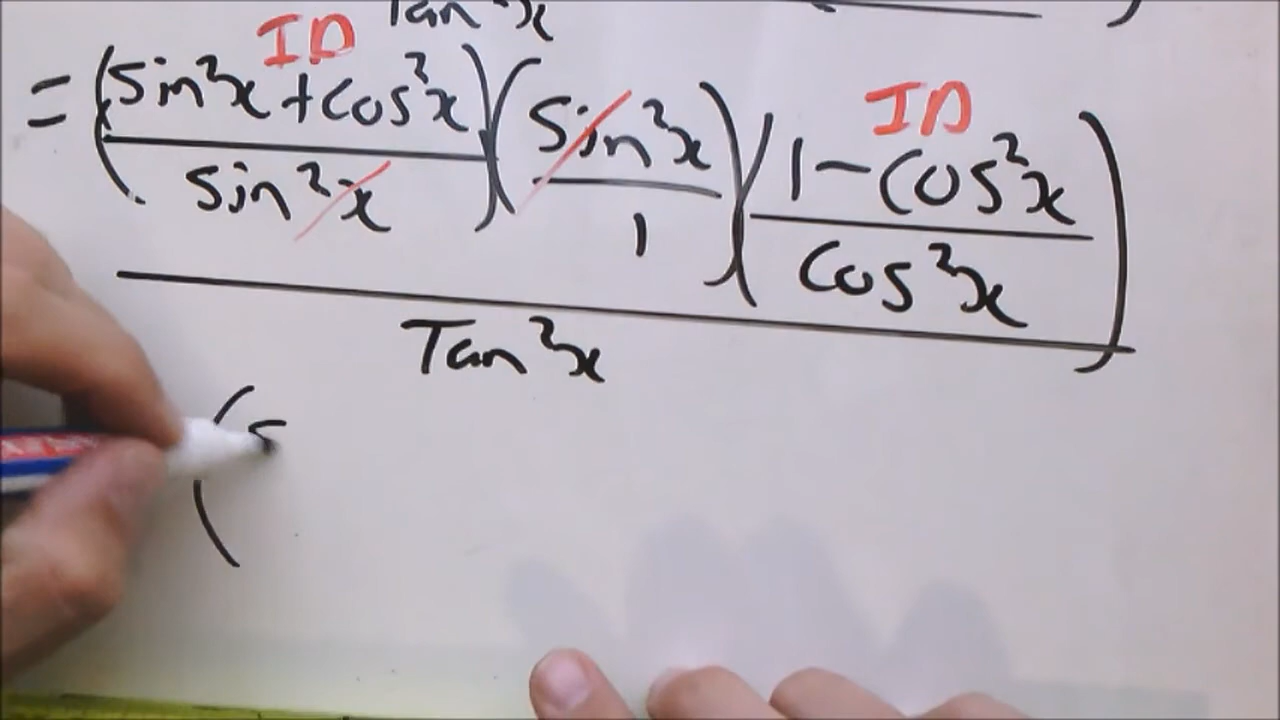 Tan²x
ID ID
= (sin²x + cos²x / sin²x)(sin²x / 1)(1 - cos²x / cos²x)
Tan²x
(s